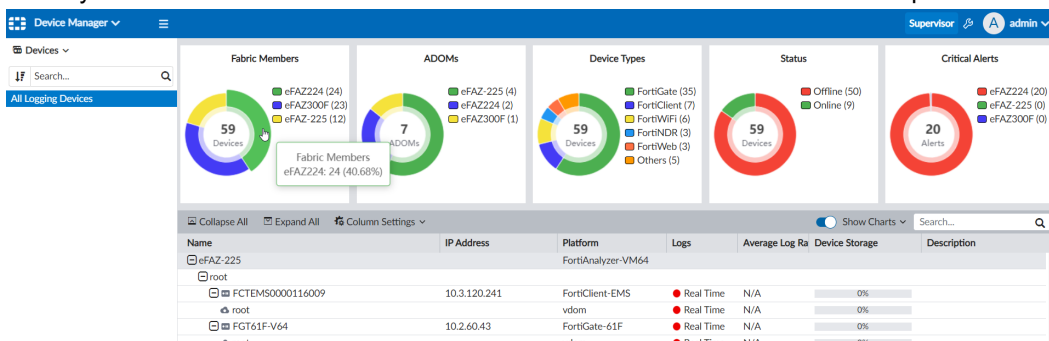 Device Manager
Supervisor
A
admin
Devices
Search...
All Logging Devices
Fabric Members
59
Devices
eFAZ224 (24)
eFAZ300F (23)
eFAZ-225 (12)
Fabric Members
eFAZ224: 24 (40.68%)
ADOMs
7
ADOMs
eFAZ-225 (4)
eFAZ224 (2)
eFAZ300F (1)
Device Types
59
Devices
FortiGate (35)
FortiClient (7)
FortiWiFi (6)
FortiNDR (3)
FortiWeb (3)
Others (5)
Status
59
Devices
Offline (50)
Online (9)
Critical Alerts
20
Alerts
eFAZ224 (20)
eFAZ-225 (0)
eFAZ300F (0)
Collapse All Expand All Column Settings Show Charts Search...
Name IP Address Platform Logs Average Log Ra Device Storage Description
eFAZ-225 FortiAnalyzer-VM64
root
FCTEMS0000116009 10.3.120.241 FortiClient-EMS Real Time N/A 0%
root vdom Real Time N/A 0%
FGT61F-V64 10.2.60.43 FortiGate-61F Real Time N/A 0%